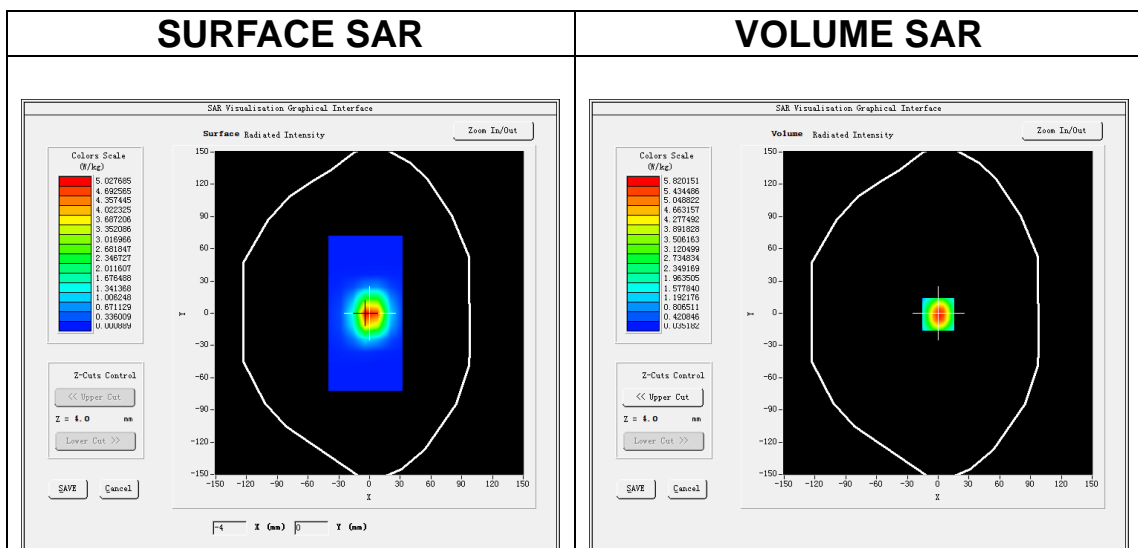 SURFACE SAR
VOLUME SAR
SAR Visualisation Graphical Interface
Surface Radiated Intensity
Zoom In/Out
Colors Scale
(W/kg)
5.027685
4.692565
4.357445
4.022325
3.687206
3.352086
3.016966
2.681847
2.346727
2.011607
1.676488
1.341368
1.006248
0.671129
0.336009
0.000889
Z-Cuts Control
<< Upper Cut
Z = 4.0 mm
Lower Cut >>
SAVE
Cancel
150
120
90
60
30
0
-30
-60
-90
-120
-150
Y
-150 -120 -90 -60 -30 0 30 60 90 120 150
X
-4 X (mm) 0 Y (mm)
SAR Visualisation Graphical Interface
Volume Radiated Intensity
Zoom In/Out
Colors Scale
(W/kg)
5.820151
5.434486
5.048822
4.663157
4.277492
3.891828
3.506163
3.120499
2.734834
2.349169
1.963505
1.577840
1.192176
0.806511
0.420846
0.035182
Z-Cuts Control
<< Upper Cut
Z = 4.0 mm
Lower Cut >>
SAVE
Cancel
150
120
90
60
30
0
-30
-60
-90
-120
-150
Y
-150 -120 -90 -60 -30 0 30 60 90 120 150
X